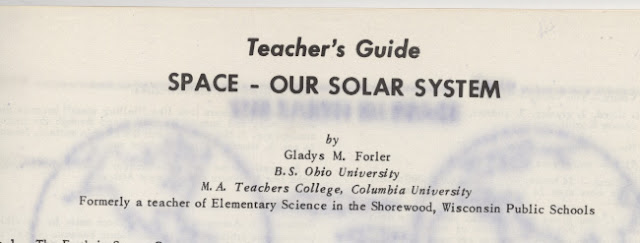 Teacher's Guide
SPACE - OUR SOLAR SYSTEM
by
Gladys M. Forler
B.S. Ohio University
M.A. Teachers College, Columbia University
Formerly a teacher of Elementary Science in the Shorewood, Wisconsin Public Schools